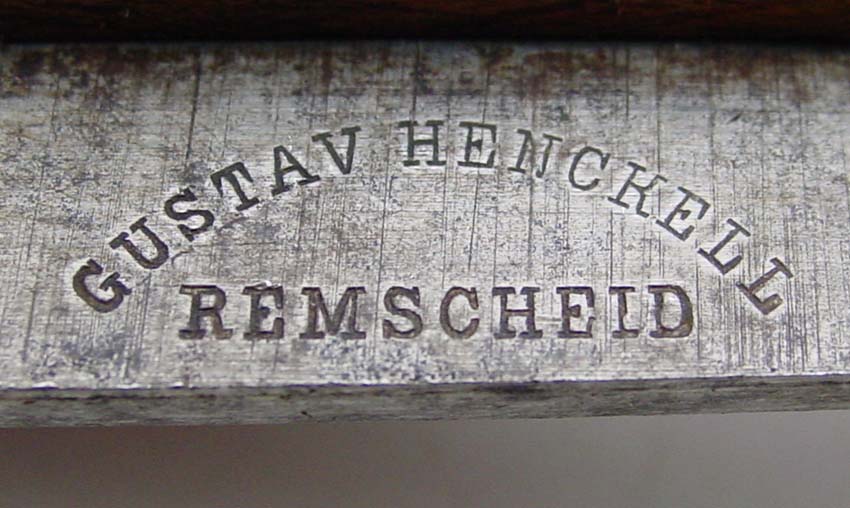 GUSTAV HENCKELL
REMSCHEID